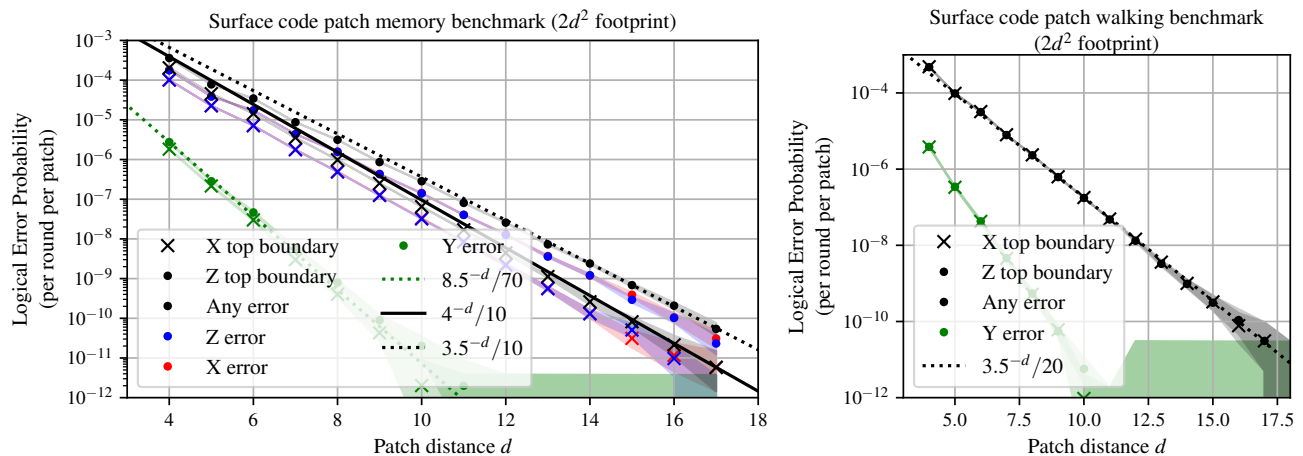 Surface code patch memory benchmark (2d² footprint)
Logical Error Probability
(per round per patch)
10⁻³
10⁻⁴
10⁻⁵
10⁻⁶
10⁻⁷
10⁻⁸
10⁻⁹
10⁻¹⁰
10⁻¹¹
10⁻¹²
X top boundary
Z top boundary
Any error
Z error
X error
Y error
8.5⁻ᵈ/70
4⁻ᵈ/10
3.5⁻ᵈ/10
4 6 8 10 12 14 16 18
Patch distance d
Surface code patch walking benchmark
(2d² footprint)
Logical Error Probability
(per round per patch)
10⁻⁴
10⁻⁶
10⁻⁸
10⁻¹⁰
10⁻¹²
X top boundary
Z top boundary
Any error
Y error
3.5⁻ᵈ/20
5.0 7.5 10.0 12.5 15.0 17.5
Patch distance d